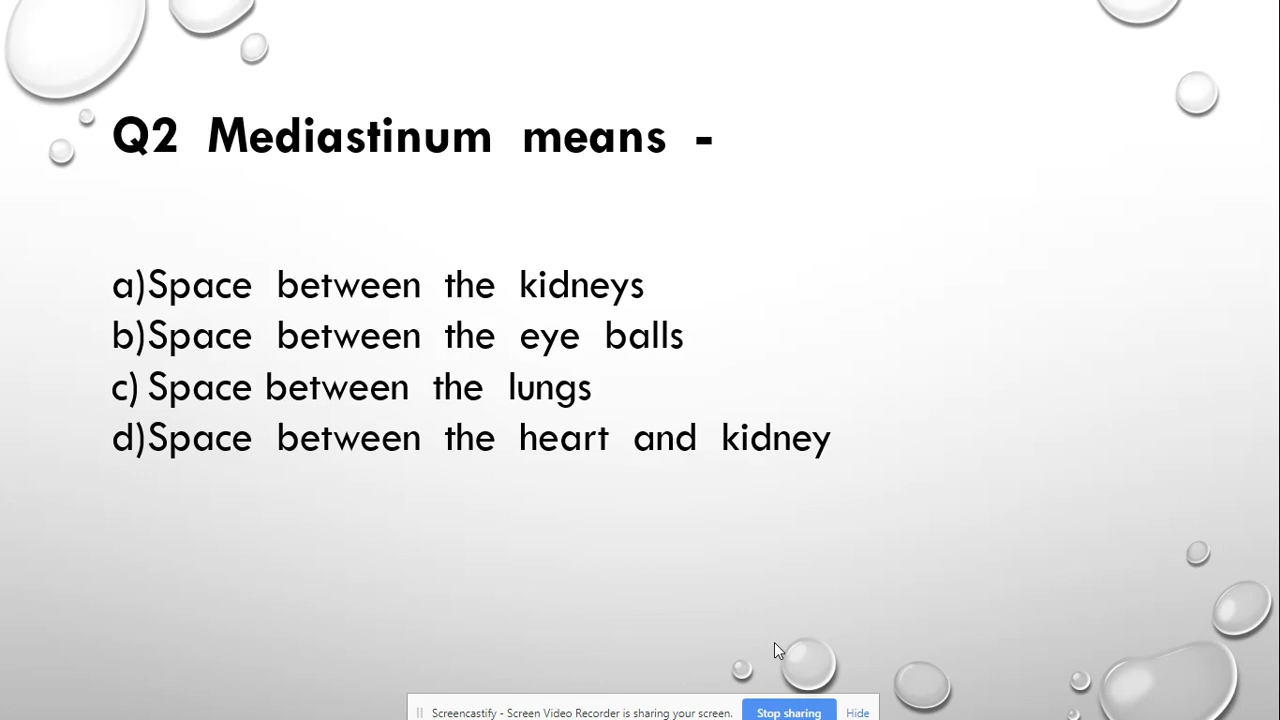 Q2 Mediastinum means -
a)Space between the kidneys
b)Space between the eye balls
c) Space between the lungs
d)Space between the heart and kidney
Screencastify - Screen Video Recorder is sharing your screen. Stop sharing Hide